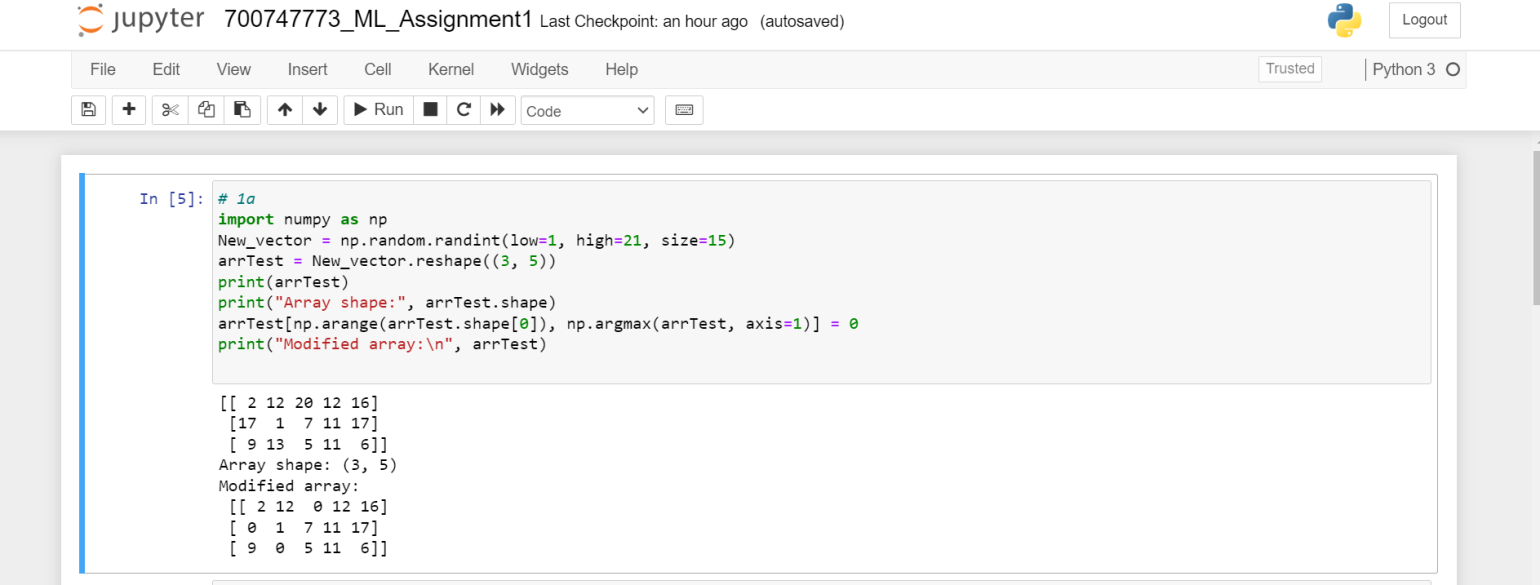 jupyter 700747773_ML_Assignment1 Last Checkpoint: an hour ago (autosaved) Logout
File Edit View Insert Cell Kernel Widgets Help Trusted Python 3
Run Code
In [5]: # 1a
import numpy as np
New_vector = np.random.randint(low=1, high=21, size=15)
arrTest = New_vector.reshape((3, 5))
print(arrTest)
print("Array shape:", arrTest.shape)
arrTest[np.arange(arrTest.shape[0]), np.argmax(arrTest, axis=1)] = 0
print("Modified array:\n", arrTest)
[[ 2 12 20 12 16]
 [17  1  7 11 17]
 [ 9 13  5 11  6]]
Array shape: (3, 5)
Modified array:
 [[ 2 12  0 12 16]
 [ 0  1  7 11 17]
 [ 9  0  5 11  6]]